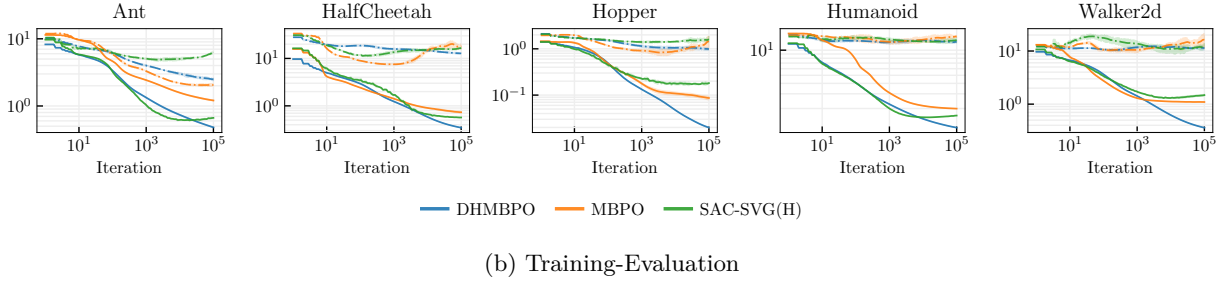 Ant HalfCheetah Hopper Humanoid Walker2d
10^1 10^0 10^1 10^3 10^5
10^1 10^0 10^1 10^3 10^5
10^0 10^-1 10^1 10^3 10^5
10^1 10^1 10^3 10^5
10^1 10^0 10^1 10^3 10^5
Iteration Iteration Iteration Iteration Iteration
DHMBPO MBPO SAC-SVG(H)
(b) Training-Evaluation